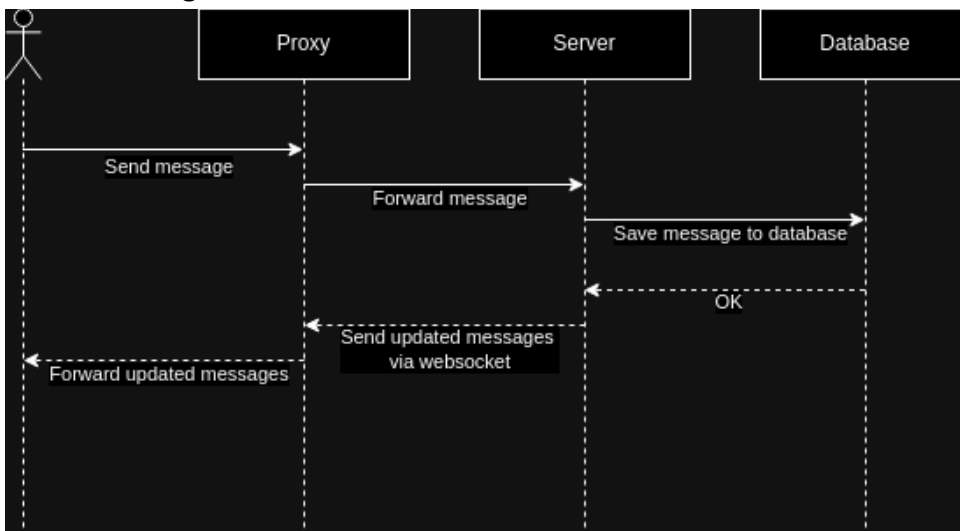 Proxy
Server
Database
Send message
Forward message
Save message to database
OK
Send updated messages
via websocket
Forward updated messages